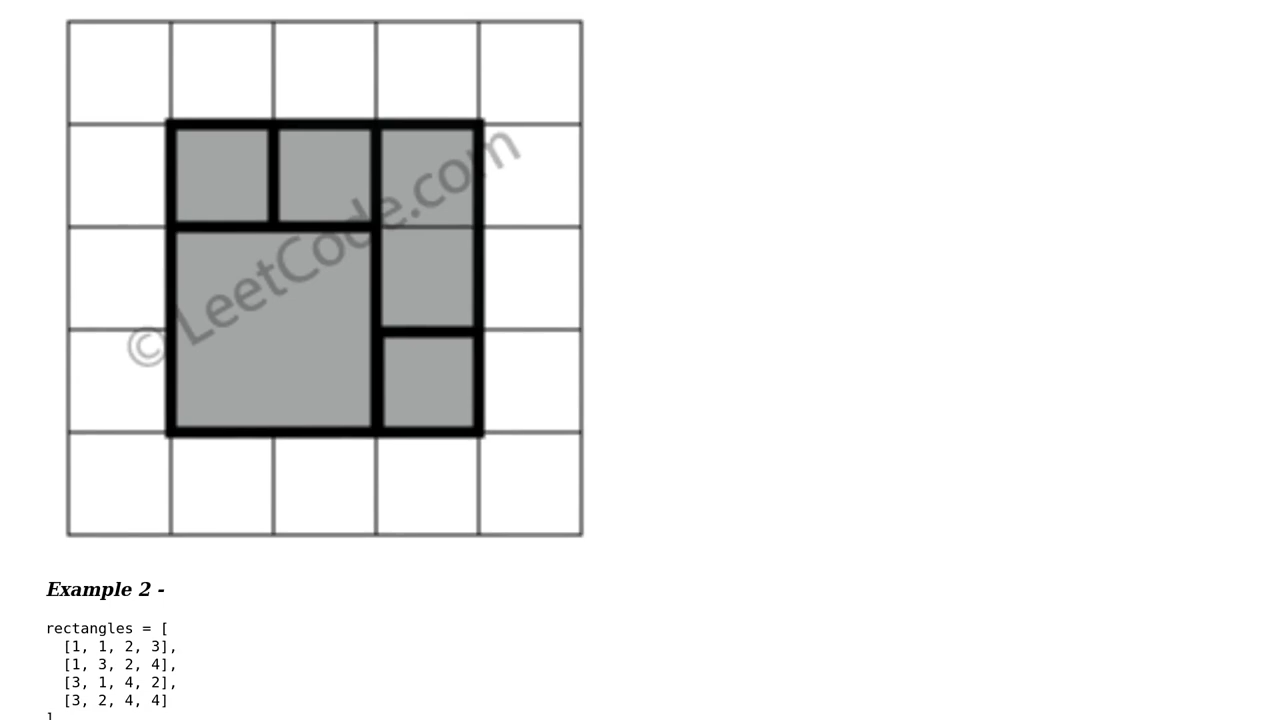 © LeetCode.com
Example 2 -
rectangles = [
[1, 1, 2, 3],
[1, 3, 2, 4],
[3, 1, 4, 2],
[3, 2, 4, 4]
]